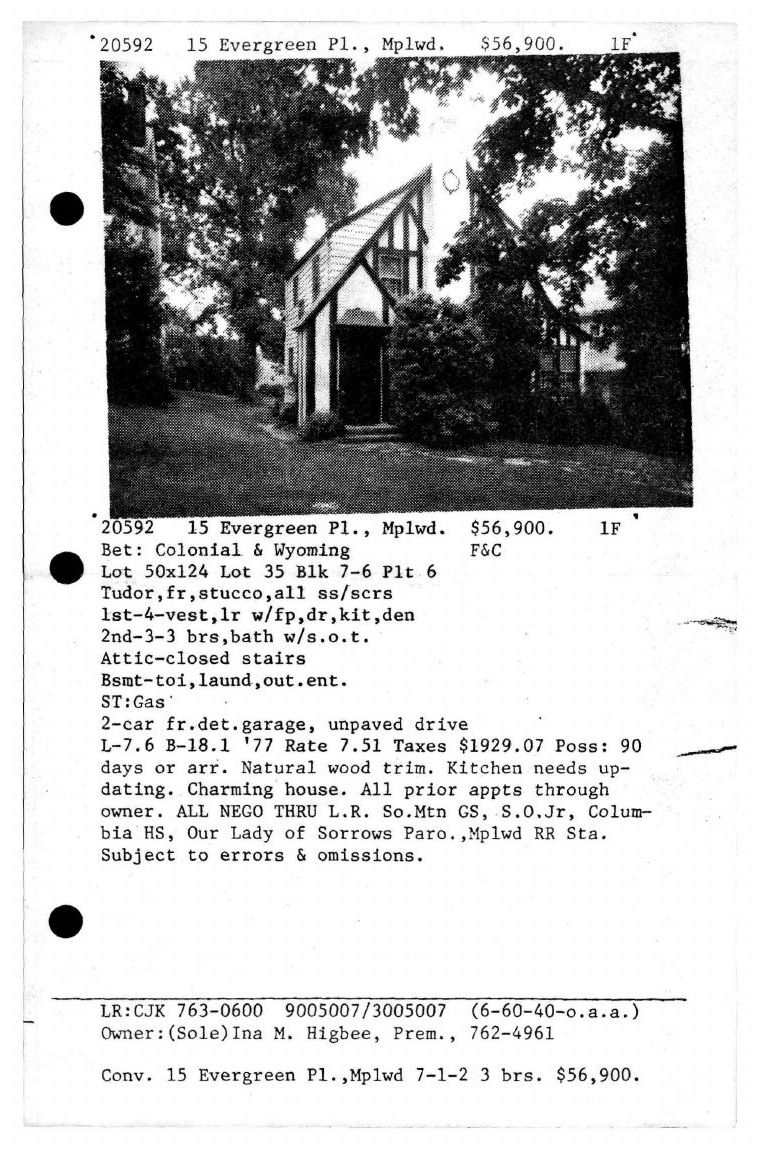 20592 15 Evergreen Pl., Mplwd. $56,900. 1F
20592 15 Evergreen Pl., Mplwd. $56,900. 1F
Bet: Colonial & Wyoming F&C
Lot 50x124 Lot 35 Blk 7-6 Plt 6
Tudor,fr,stucco,all ss/scrs
1st-4-vest,lr w/fp,dr,kit,den
2nd-3-3 brs,bath w/s.o.t.
Attic-closed stairs
Bsmt-toi,laund,out.ent.
ST:Gas
2-car fr.det.garage, unpaved drive
L-7.6 B-18.1 '77 Rate 7.51 Taxes $1929.07 Poss: 90
days or arr. Natural wood trim. Kitchen needs up-
dating. Charming house. All prior appts through
owner. ALL NEGO THRU L.R. So.Mtn GS, S.O.Jr, Colum-
bia HS, Our Lady of Sorrows Paro.,Mplwd RR Sta.
Subject to errors & omissions.
LR:CJK 763-0600 9005007/3005007 (6-60-40-o.a.a.)
Owner:(Sole)Ina M. Higbee, Prem., 762-4961
Conv. 15 Evergreen Pl.,Mplwd 7-1-2 3 brs. $56,900.